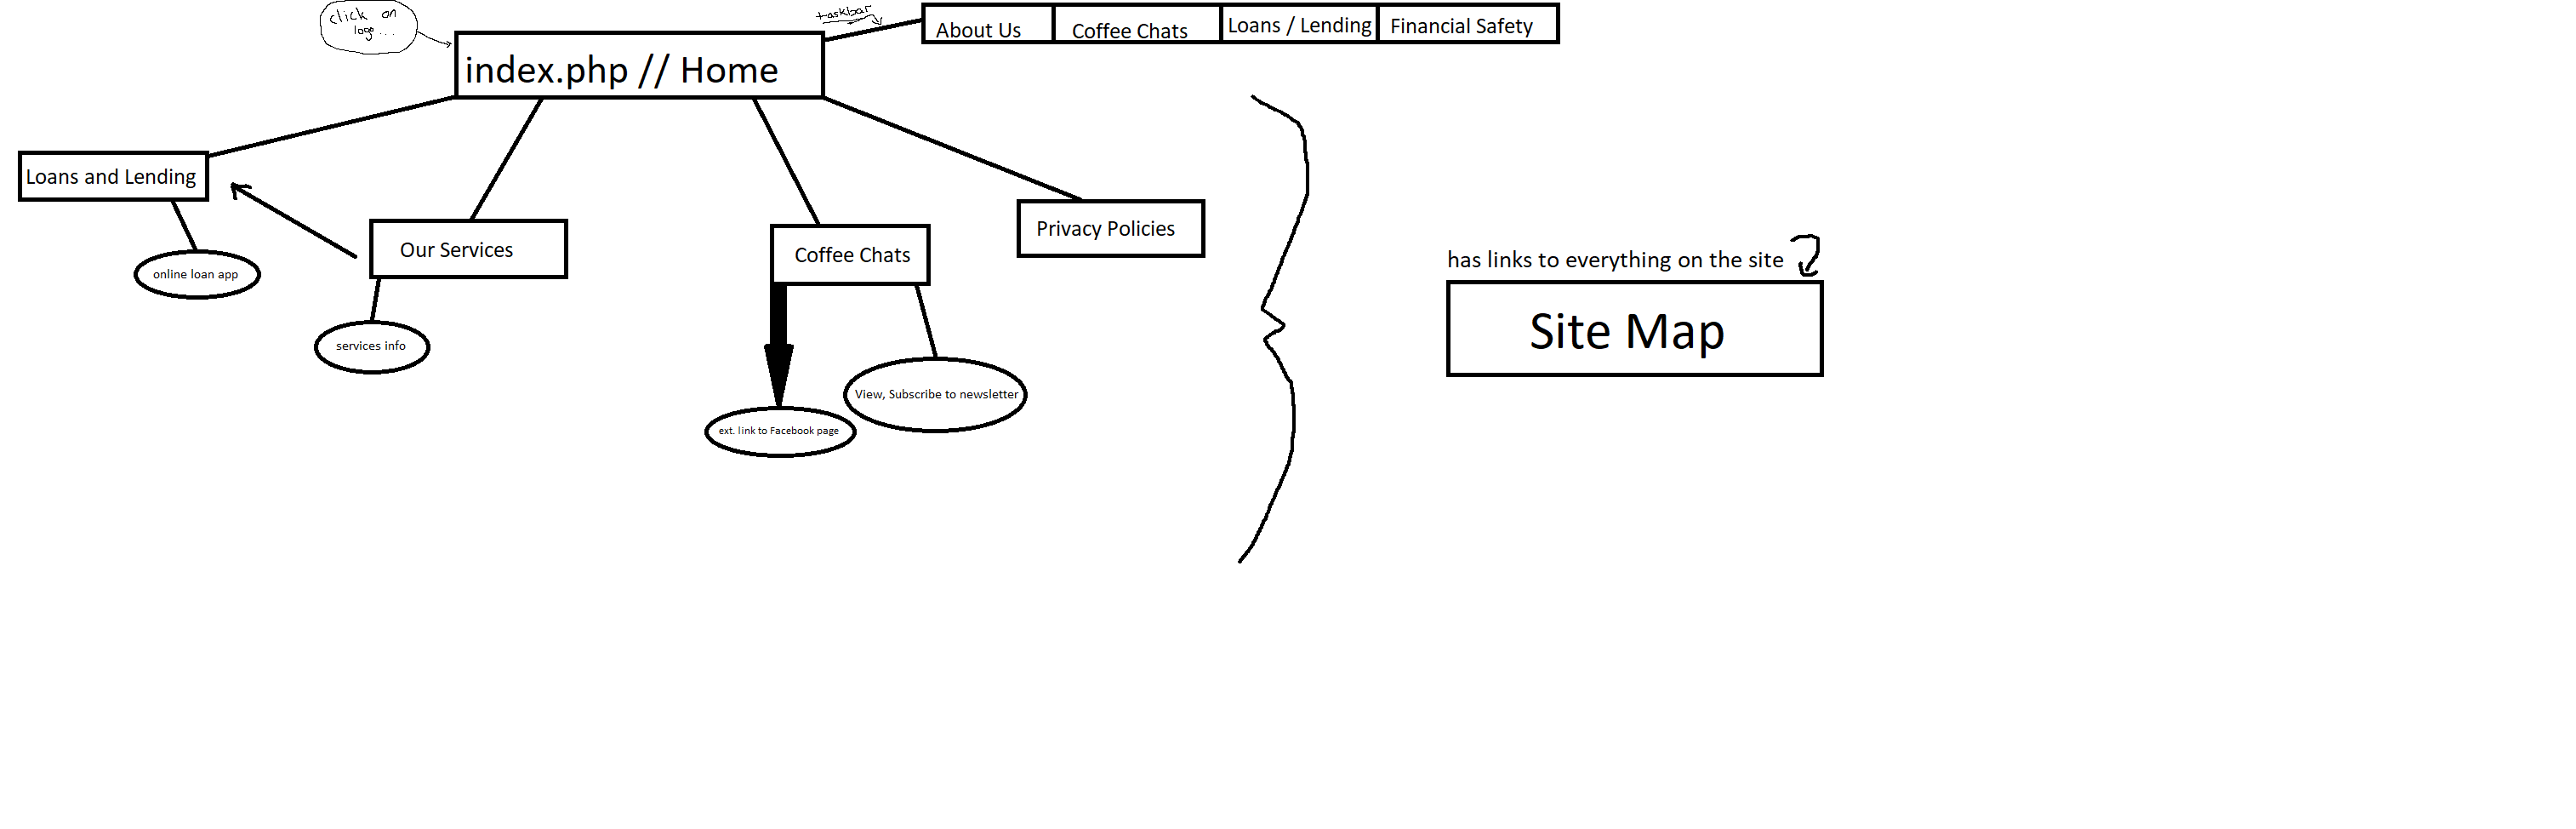 click on
logo...
taskbar
About Us
Coffee Chats
Loans / Lending
Financial Safety
index.php // Home
Loans and Lending
Our Services
Coffee Chats
Privacy Policies
online loan app
services info
View, Subscribe to newsletter
ext. link to Facebook page
has links to everything on the site
Site Map